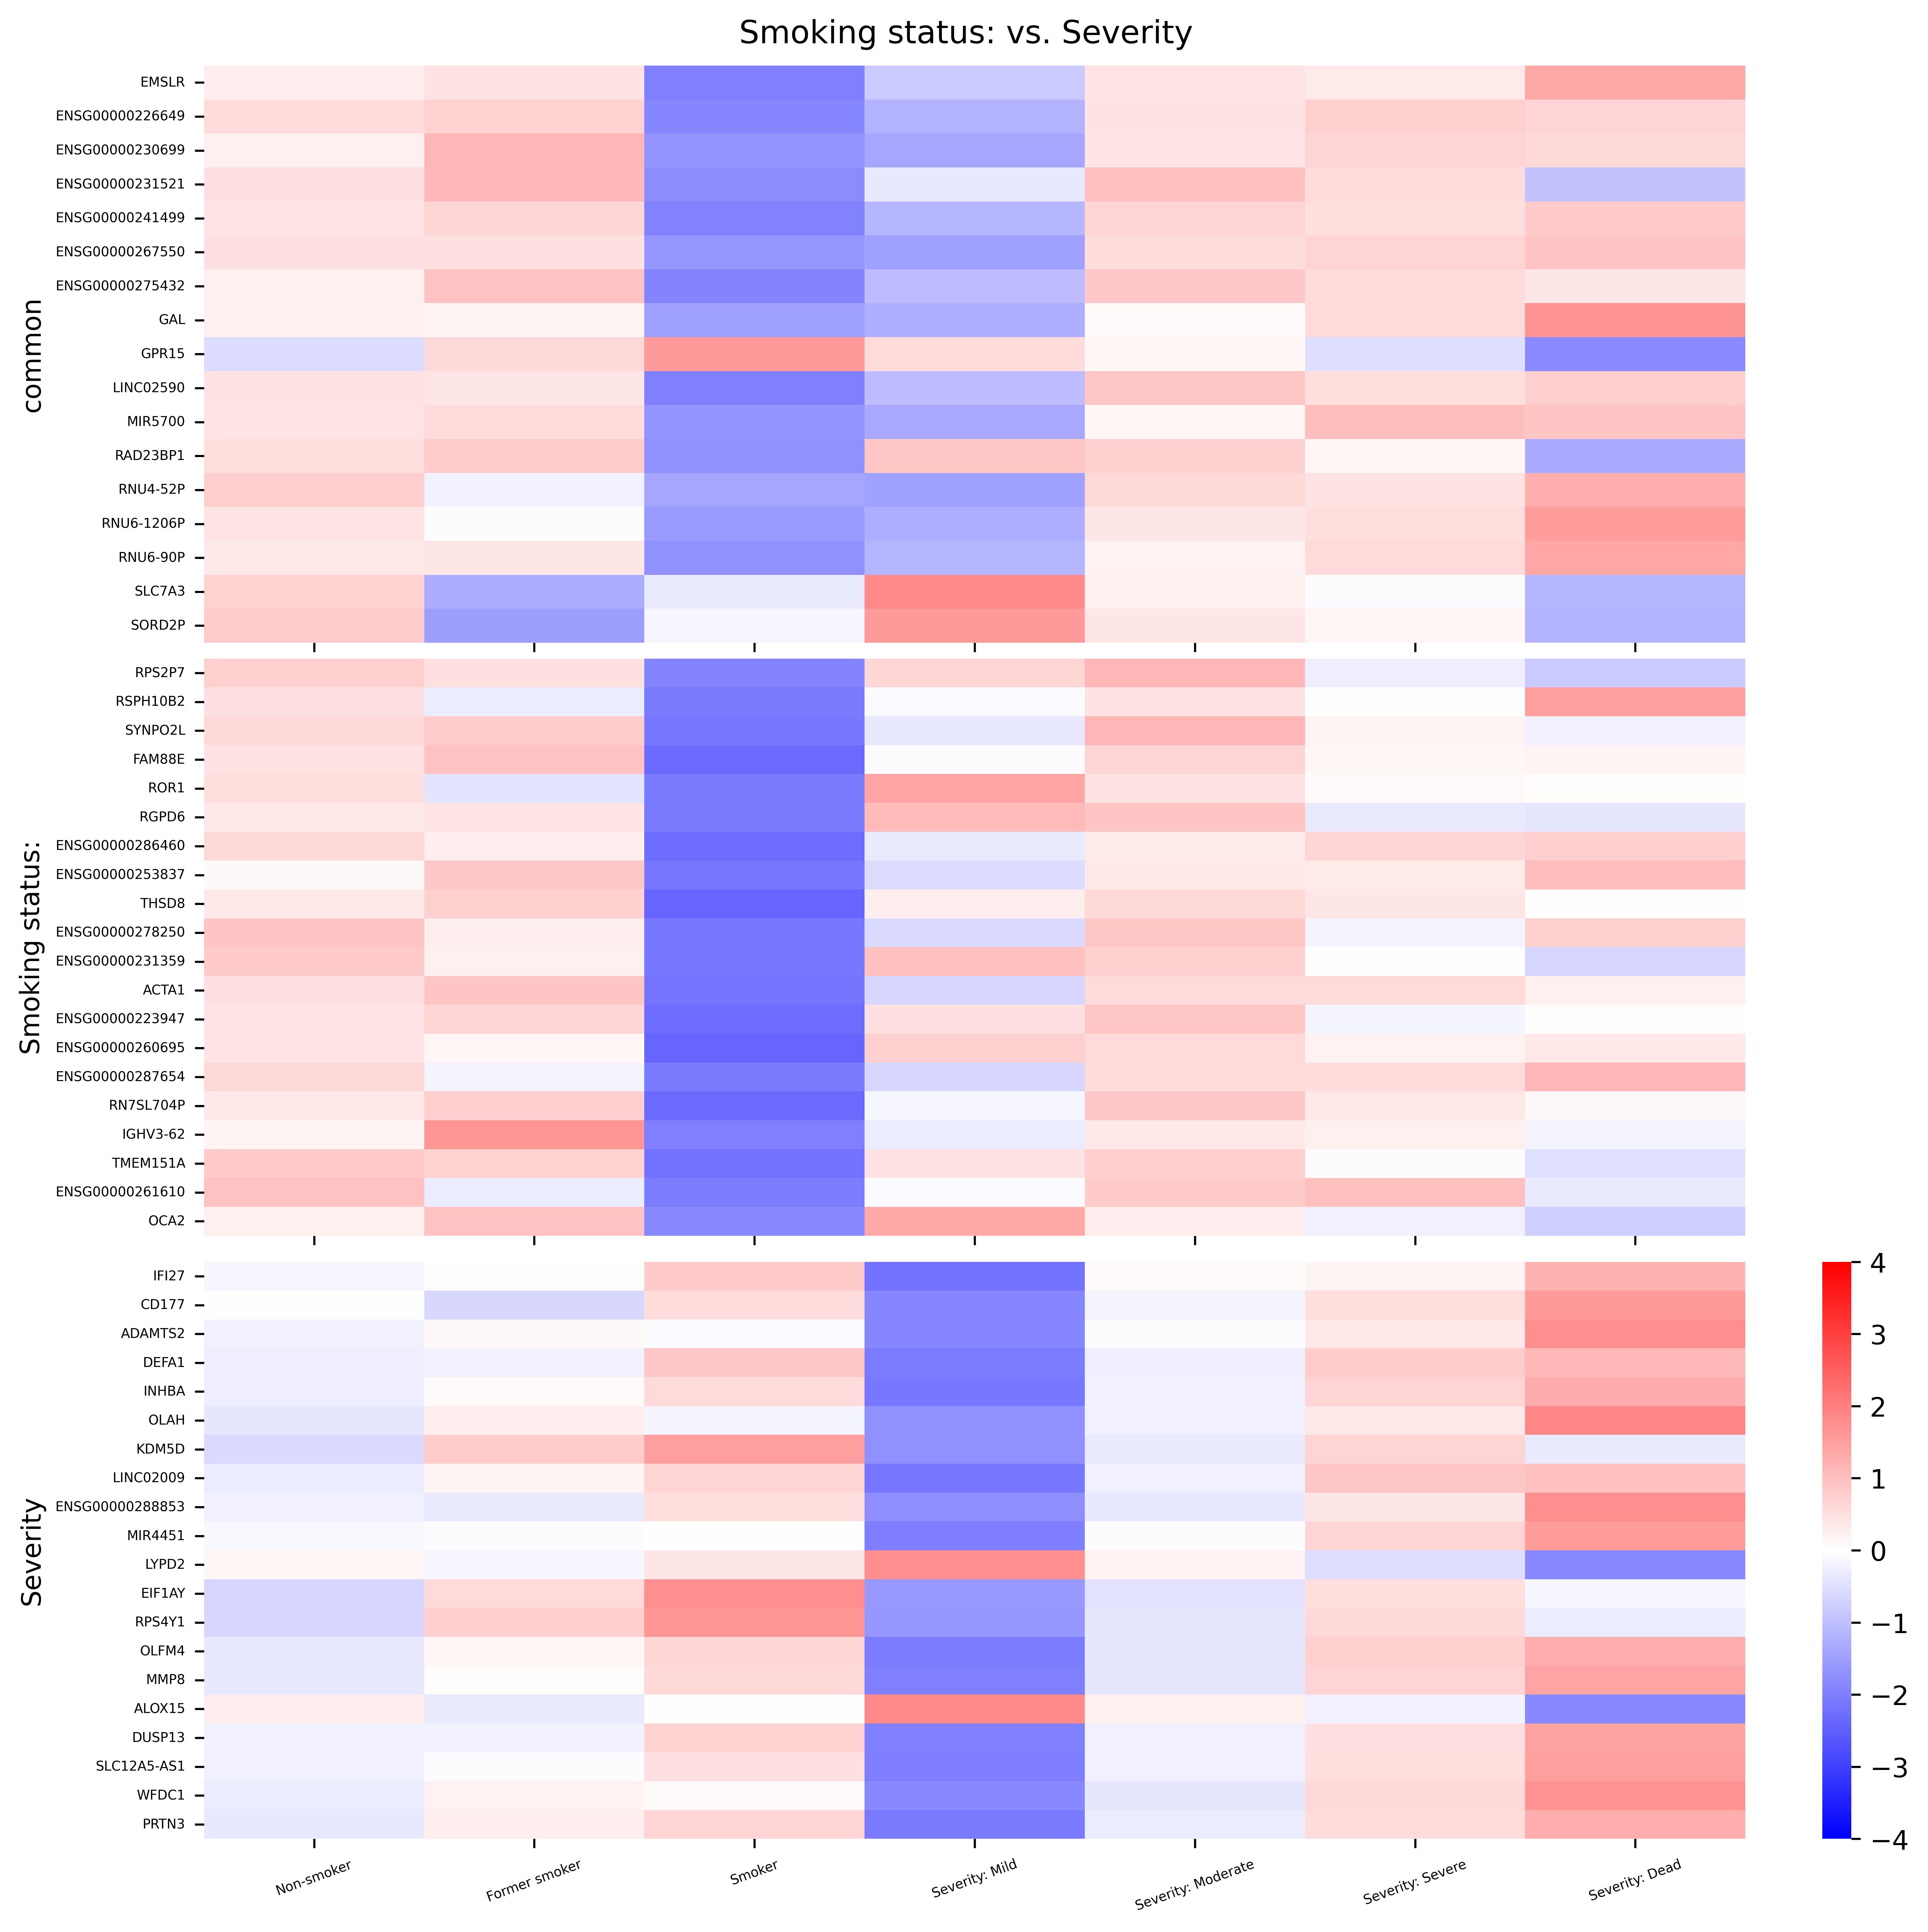 Smoking status: vs. Severity
common
EMSLR
ENSG00000226649
ENSG00000230699
ENSG00000231521
ENSG00000241499
ENSG00000267550
ENSG00000275432
GAL
GPR15
LINC02590
MIR5700
RAD23BP1
RNU4-52P
RNU6-1206P
RNU6-90P
SLC7A3
SORD2P
Smoking status:
RPS2P7
RSPH10B2
SYNPO2L
FAM88E
ROR1
RGPD6
ENSG00000286460
ENSG00000253837
THSD8
ENSG00000278250
ENSG00000231359
ACTA1
ENSG00000223947
ENSG00000260695
ENSG00000287654
RN7SL704P
IGHV3-62
TMEM151A
ENSG00000261610
OCA2
Severity
IFI27
CD177
ADAMTS2
DEFA1
INHBA
OLAH
KDM5D
LINC02009
ENSG00000288853
MIR4451
LYPD2
EIF1AY
RPS4Y1
OLFM4
MMP8
ALOX15
DUSP13
SLC12A5-AS1
WFDC1
PRTN3
Non-smoker
Former smoker
Smoker
Severity: Mild
Severity: Moderate
Severity: Severe
Severity: Dead
4
3
2
1
0
−1
−2
−3
−4